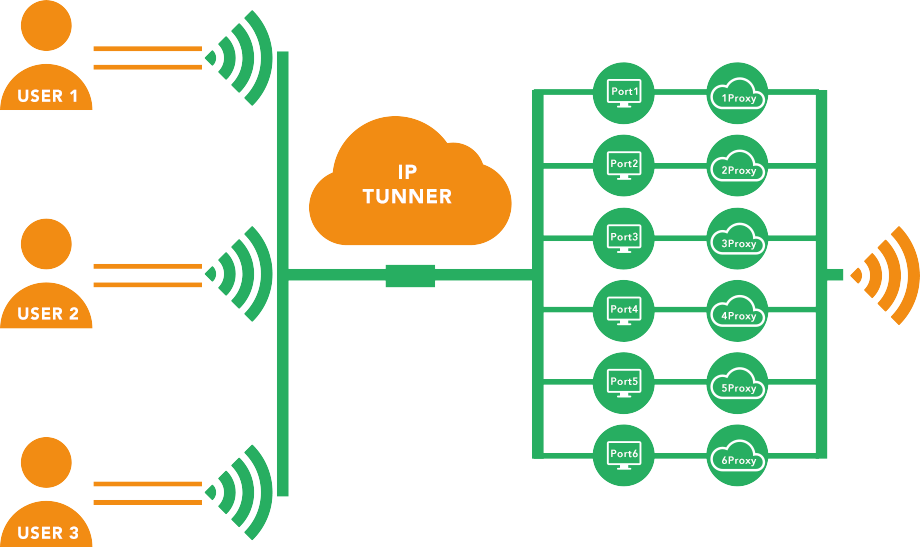 USER 1
USER 2
USER 3
IP
TUNNER
Port1
1Proxy
Port2
2Proxy
Port3
3Proxy
Port4
4Proxy
Port5
5Proxy
Port6
6Proxy